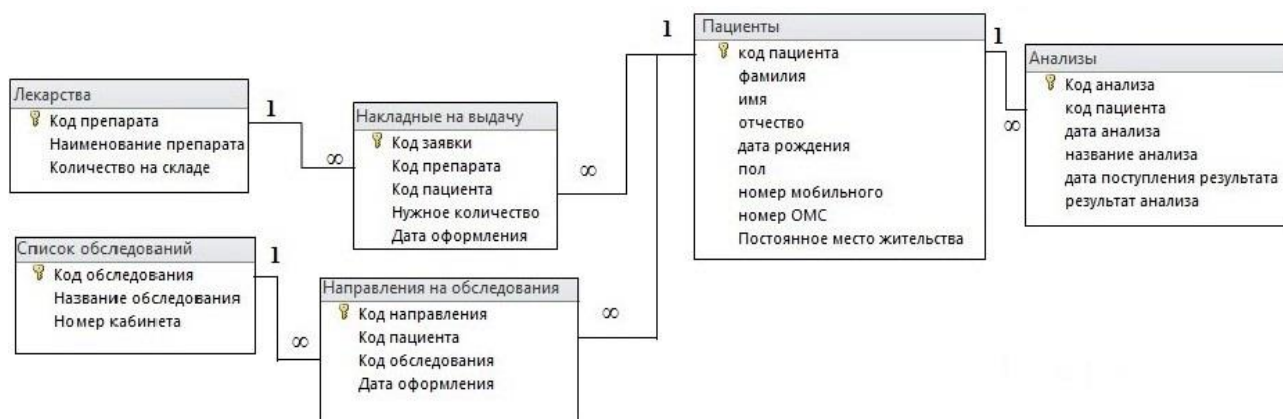 Лекарства
Код препарата
Наименование препарата
Количество на складе
1
∞
Накладные на выдачу
Код заявки
Код препарата
Код пациента
Нужное количество
Дата оформления
∞
1
Пациенты
код пациента
фамилия
имя
отчество
дата рождения
пол
номер мобильного
номер ОМС
Постоянное место жительства
1
∞
Анализы
Код анализа
код пациента
дата анализа
название анализа
дата поступления результата
результат анализа
Список обследований
Код обследования
Название обследования
Номер кабинета
1
∞
Направления на обследования
Код направления
Код пациента
Код обследования
Дата оформления
∞